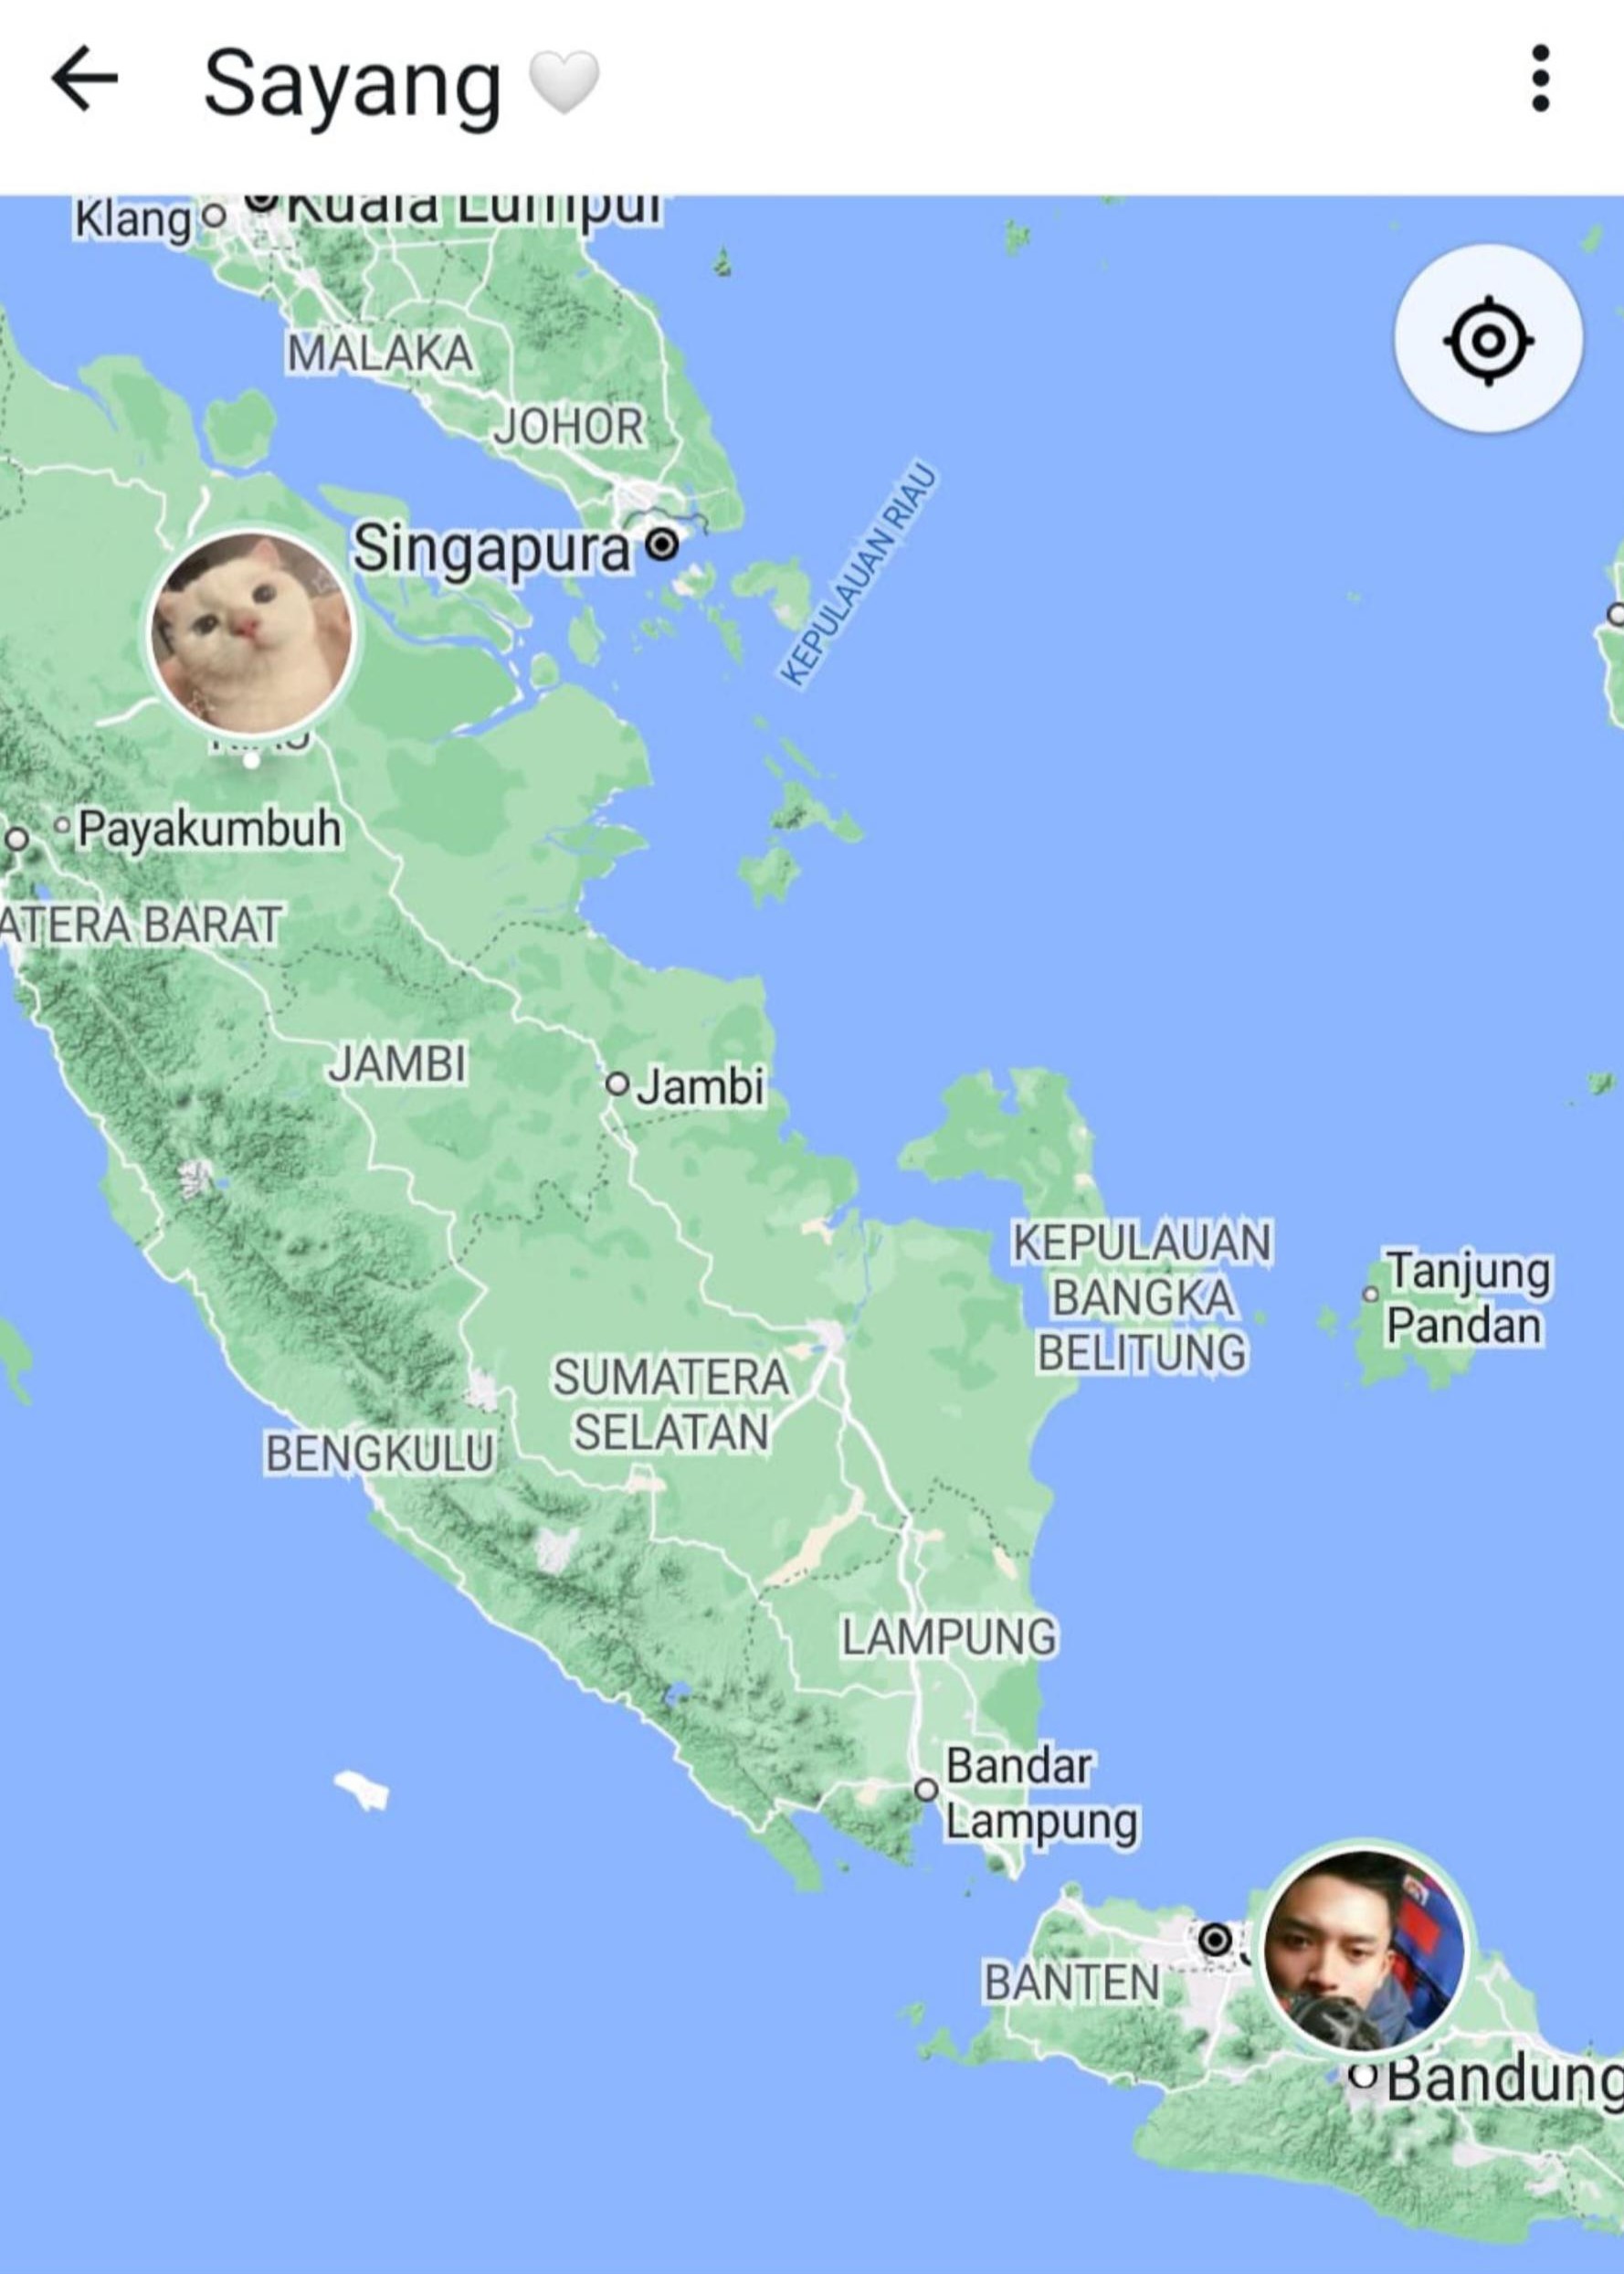 Sayang 🤍
Klang
Kuala Lumpur
MALAKA
JOHOR
Singapura
KEPULAUAN RIAU
Payakumbuh
ATERA BARAT
JAMBI
Jambi
KEPULAUAN
BANGKA
BELITUNG
Tanjung
Pandan
SUMATERA
SELATAN
BENGKULU
LAMPUNG
Bandar
Lampung
BANTEN
Bandung